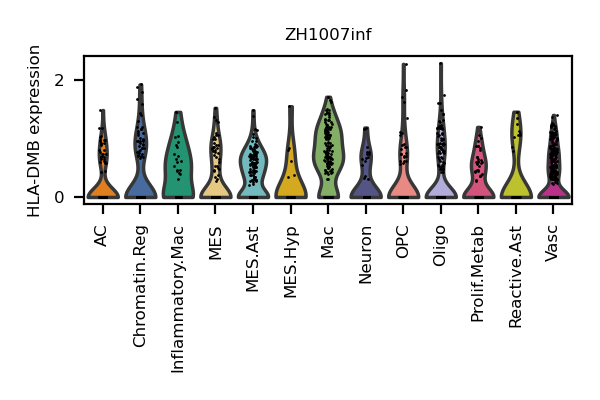 ZH1007inf
HLA-DMB expression
2
0
AC
Chromatin.Reg
Inflammatory.Mac
MES
MES.Ast
MES.Hyp
Mac
Neuron
OPC
Oligo
Prolif.Metab
Reactive.Ast
Vasc